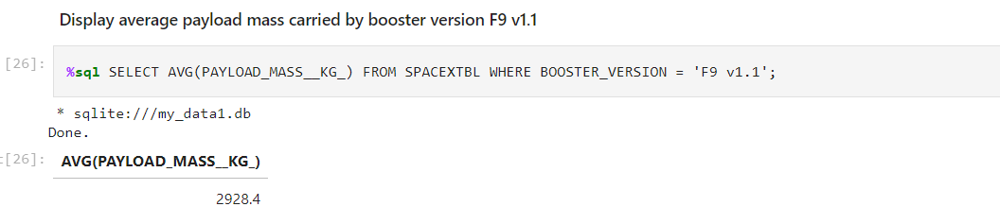 Display average payload mass carried by booster version F9 v1.1
[26]: %sql SELECT AVG(PAYLOAD_MASS__KG_) FROM SPACEXTBL WHERE BOOSTER_VERSION = 'F9 v1.1';
* sqlite:///my_data1.db
Done.
t[26]: AVG(PAYLOAD_MASS__KG_)
2928.4